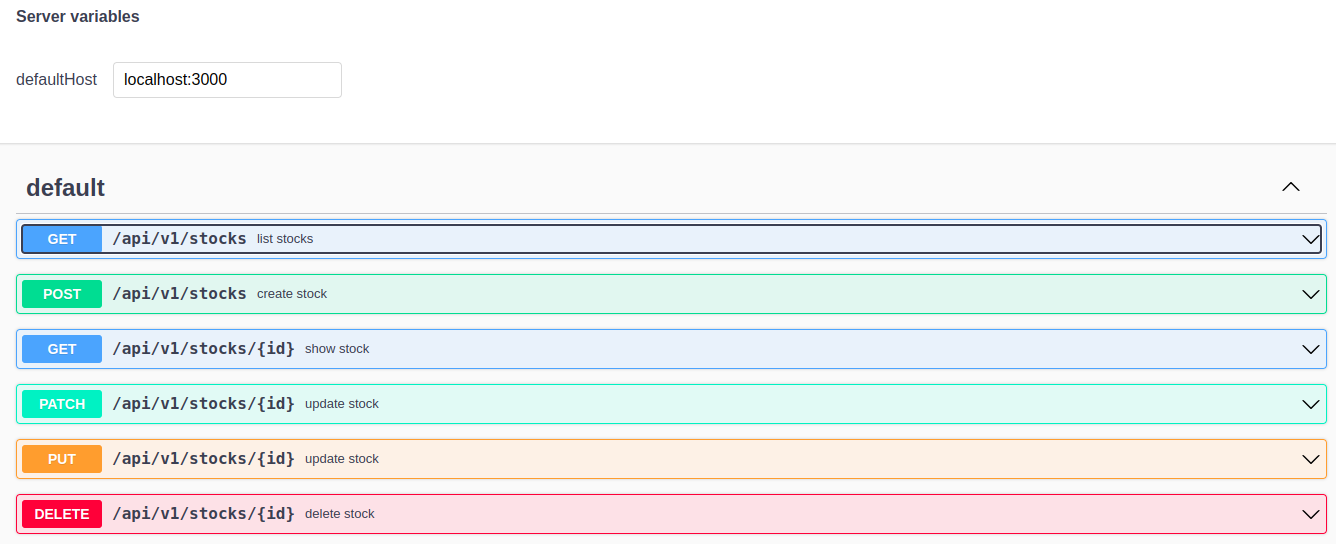 Server variables
defaultHost localhost:3000
default
GET /api/v1/stocks list stocks
POST /api/v1/stocks create stock
GET /api/v1/stocks/{id} show stock
PATCH /api/v1/stocks/{id} update stock
PUT /api/v1/stocks/{id} update stock
DELETE /api/v1/stocks/{id} delete stock